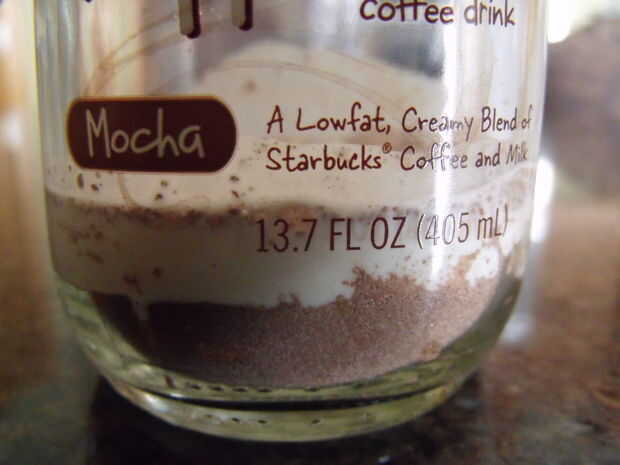 coffee drink
Mocha
A Lowfat, Creamy Blend of
Starbucks® Coffee and Milk
13.7 FL OZ (405 mL)